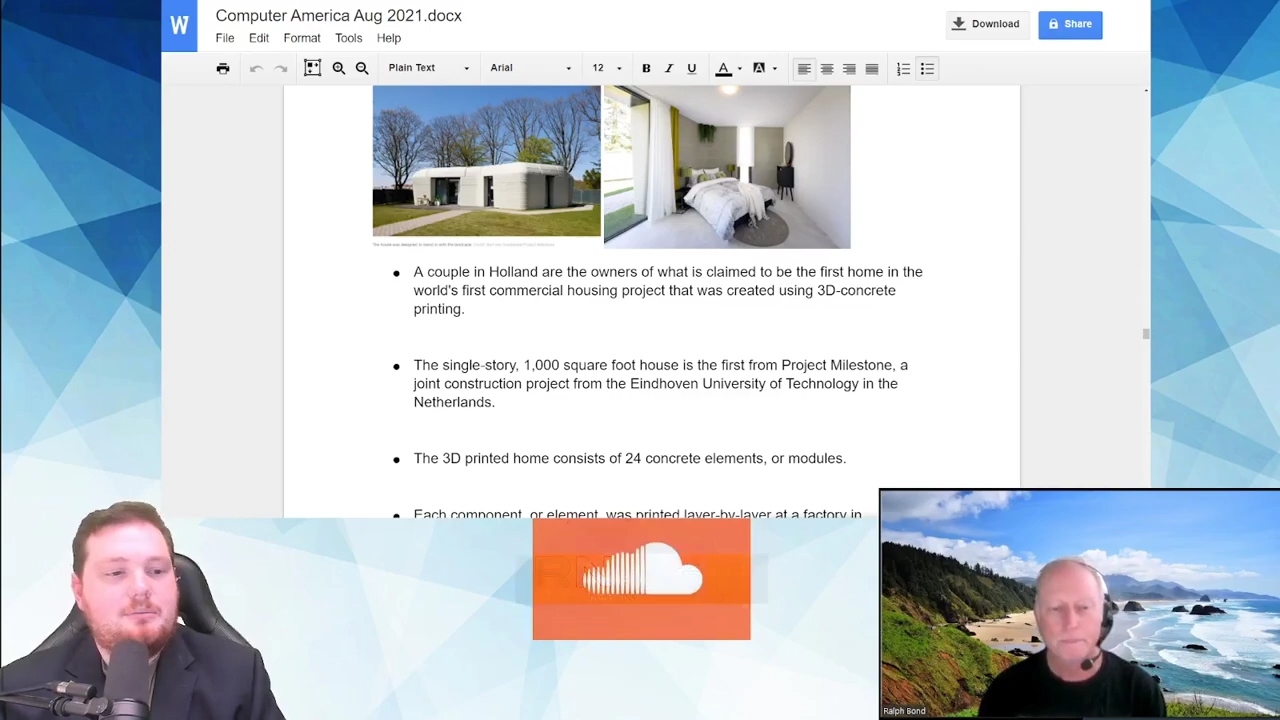 Computer America Aug 2021.docx
W
Download
Share
File Edit Format Tools Help
Plain Text
Arial
12
B I U A A
● A couple in Holland are the owners of what is claimed to be the first home in the
world's first commercial housing project that was created using 3D-concrete
printing.
● The single-story, 1,000 square foot house is the first from Project Milestone, a
joint construction project from the Eindhoven University of Technology in the
Netherlands.
● The 3D printed home consists of 24 concrete elements, or modules.
● Each component, or element, was printed layer-by-layer at a factory in
Ralph Bond